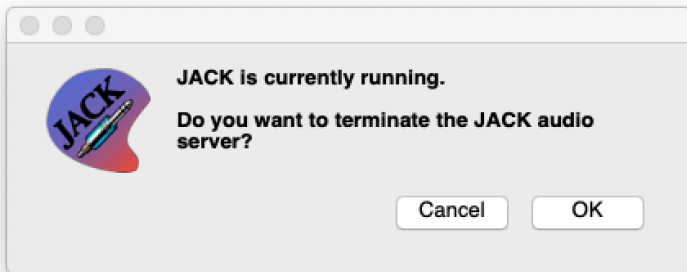 JACK is currently running.
JACK
Do you want to terminate the JACK audio
server?
Cancel OK